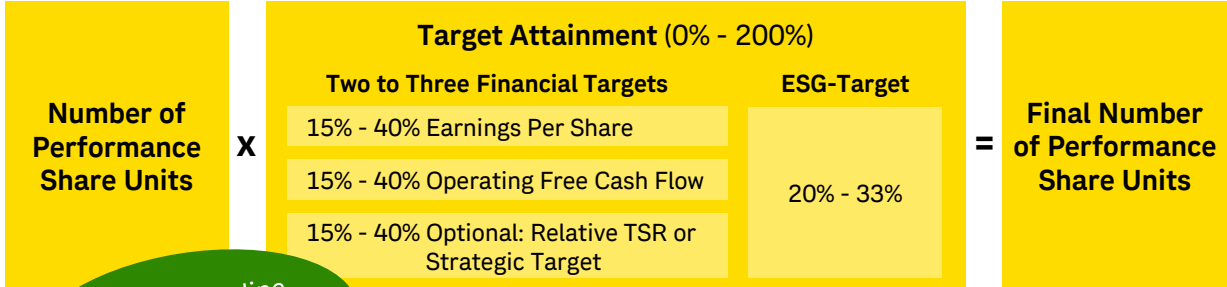 Target Attainment (0% - 200%)
Two to Three Financial Targets
ESG-Target
Number of
Performance
Share Units
x
15% - 40% Earnings Per Share
15% - 40% Operating Free Cash Flow
15% - 40% Optional: Relative TSR or
Strategic Target
20% - 33%
=
Final Number
of Performance
Share Units